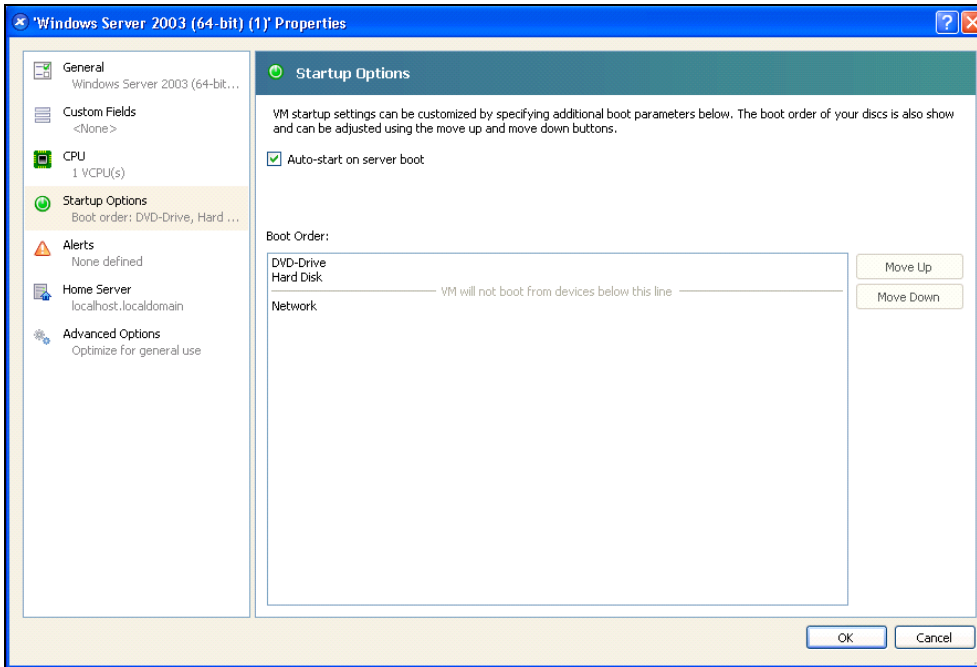 'Windows Server 2003 (64-bit) (1)' Properties
General
Windows Server 2003 (64-bit...
Custom Fields
<None>
CPU
1 VCPU(s)
Startup Options
Boot order: DVD-Drive, Hard ...
Alerts
None defined
Home Server
localhost.localdomain
Advanced Options
Optimize for general use
Startup Options
VM startup settings can be customized by specifying additional boot parameters below. The boot order of your discs is also show
and can be adjusted using the move up and move down buttons.
Auto-start on server boot
Boot Order:
DVD-Drive
Hard Disk
VM will not boot from devices below this line
Network
Move Up
Move Down
OK
Cancel